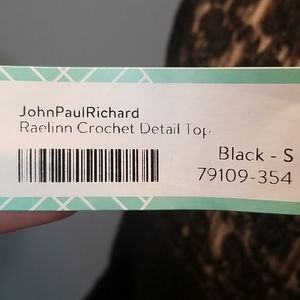 JohnPaulRichard
Raelinn Crochet Detail Top
Black - S
79109-354